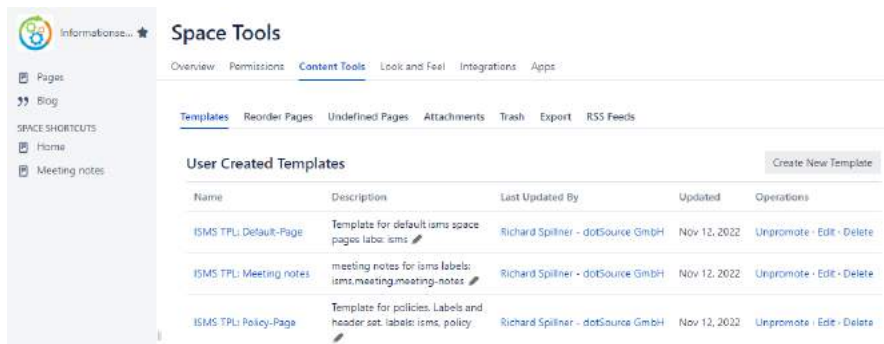 Informationse...
Space Tools
Overview Permissions Content Tools Look and Feel Integrations Apps
Pages
Blog
SPACE SHORTCUTS
Home
Meeting notes
Templates Reorder Pages Undefined Pages Attachments Trash Export RSS Feeds
User Created Templates
Create New Template
Name Description Last Updated By Updated Operations
ISMS TPL: Default-Page
Template for default isms space
pages label: isms
Richard Spillner - dotSource GmbH Nov 12, 2022 Unpromote · Edit · Delete
ISMS TPL: Meeting notes
meeting notes for isms labels:
isms,meeting,meeting-notes
Richard Spillner - dotSource GmbH Nov 12, 2022 Unpromote · Edit · Delete
ISMS TPL: Policy-Page
Template for policies. Labels and
header set. labels: isms, policy
Richard Spillner - dotSource GmbH Nov 12, 2022 Unpromote · Edit · Delete